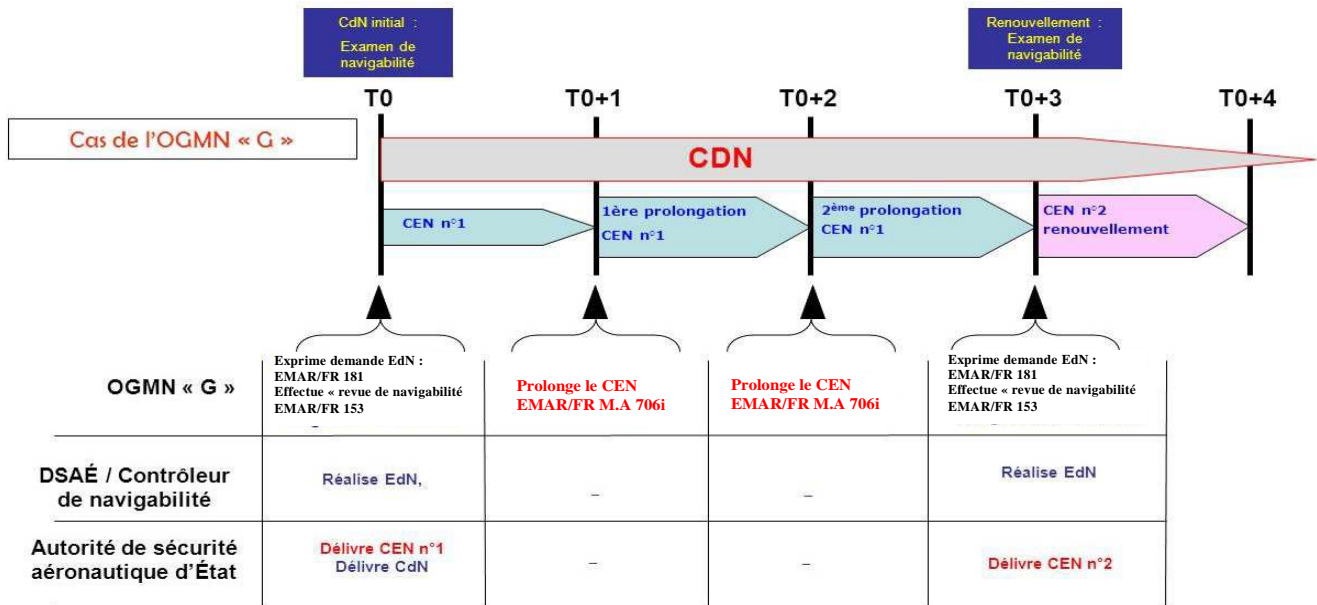 CdN initial :
Examen de
navigabilité
Renouvellement :
Examen de
navigabilité
T0
T0+1
T0+2
T0+3
T0+4
Cas de l'OGMN « G »
CDN
CEN n°1
1ère prolongation
CEN n°1
2ème prolongation
CEN n°1
CEN n°2
renouvellement
OGMN « G »
Exprime demande EdN :
EMAR/FR 181
Effectue « revue de navigabilité
EMAR/FR 153
Prolonge le CEN
EMAR/FR M.A 706i
Prolonge le CEN
EMAR/FR M.A 706i
Exprime demande EdN :
EMAR/FR 181
Effectue « revue de navigabilité
EMAR/FR 153
DSAÉ / Contrôleur
de navigabilité
Réalise EdN,
–
–
Réalise EdN
Autorité de sécurité
aéronautique d'État
Délivre CEN n°1
Délivre CdN
–
–
Délivre CEN n°2